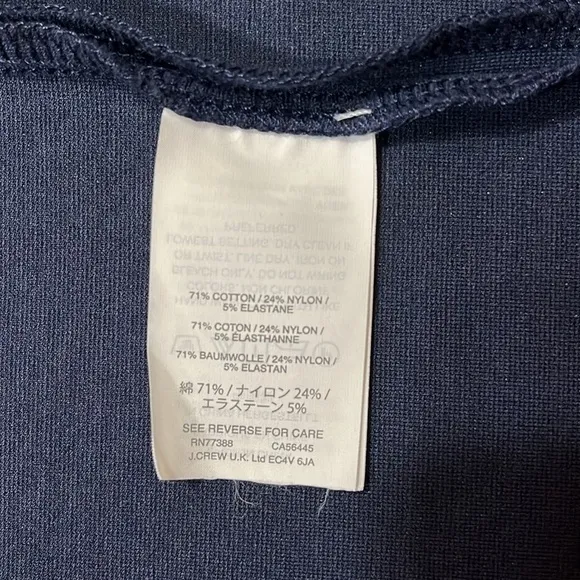 71% COTTON / 24% NYLON /
5% ELASTANE
71% COTON / 24% NYLON /
5% ELASTHANNE
71% BAUMWOLLE / 24% NYLON /
5% ELASTAN
綿 71% / ナイロン 24% /
エラステーン 5%
SEE REVERSE FOR CARE
RN77388 CA56445
J.CREW U.K. Ltd EC4V 6JA